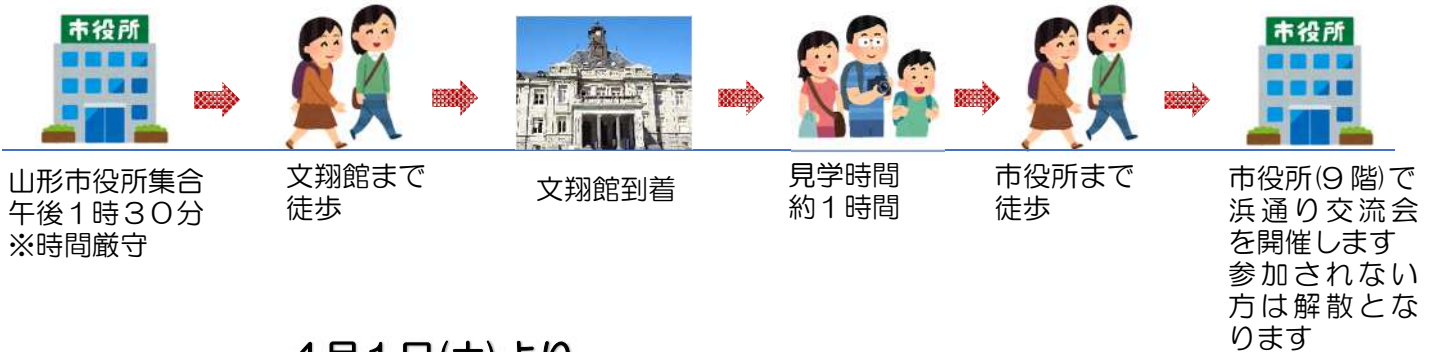 市役所
市役所
山形市役所集合
午後１時３０分
※時間厳守
文翔館まで
徒歩
文翔館到着
見学時間
約１時間
市役所まで
徒歩
市役所(9 階)で
浜通り交流会
を開催します
参加されない
方は解散とな
ります